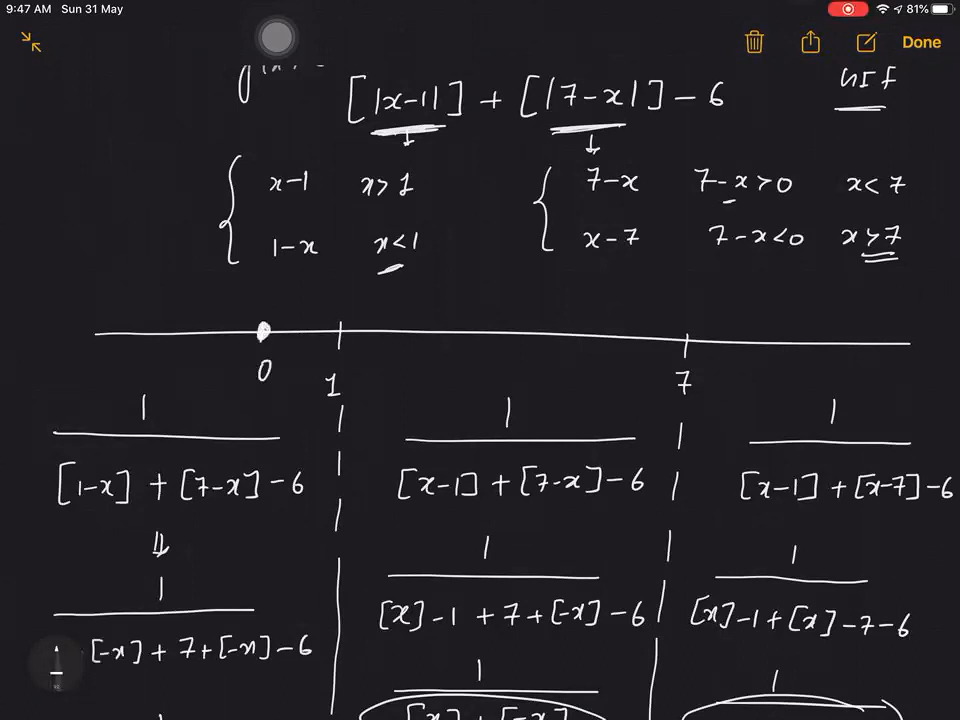 9:47 AM Sun 31 May 81%
Done
[|x-1|] + [|7-x|] - 6 GIF
x-1 x>1 7-x 7-x>0 x<7
1-x x<1 x-7 7-x<0 x>7
0 1 7
1 1 1
[1-x] + [7-x] - 6 [x-1] + [7-x] - 6 [x-1] + [x-7] - 6
1 1 1
[-x] + 7 + [-x] - 6 [x] - 1 + 7 + [-x] - 6 [x] - 1 + [x] - 7 - 6
1 1
[x] + [-x]